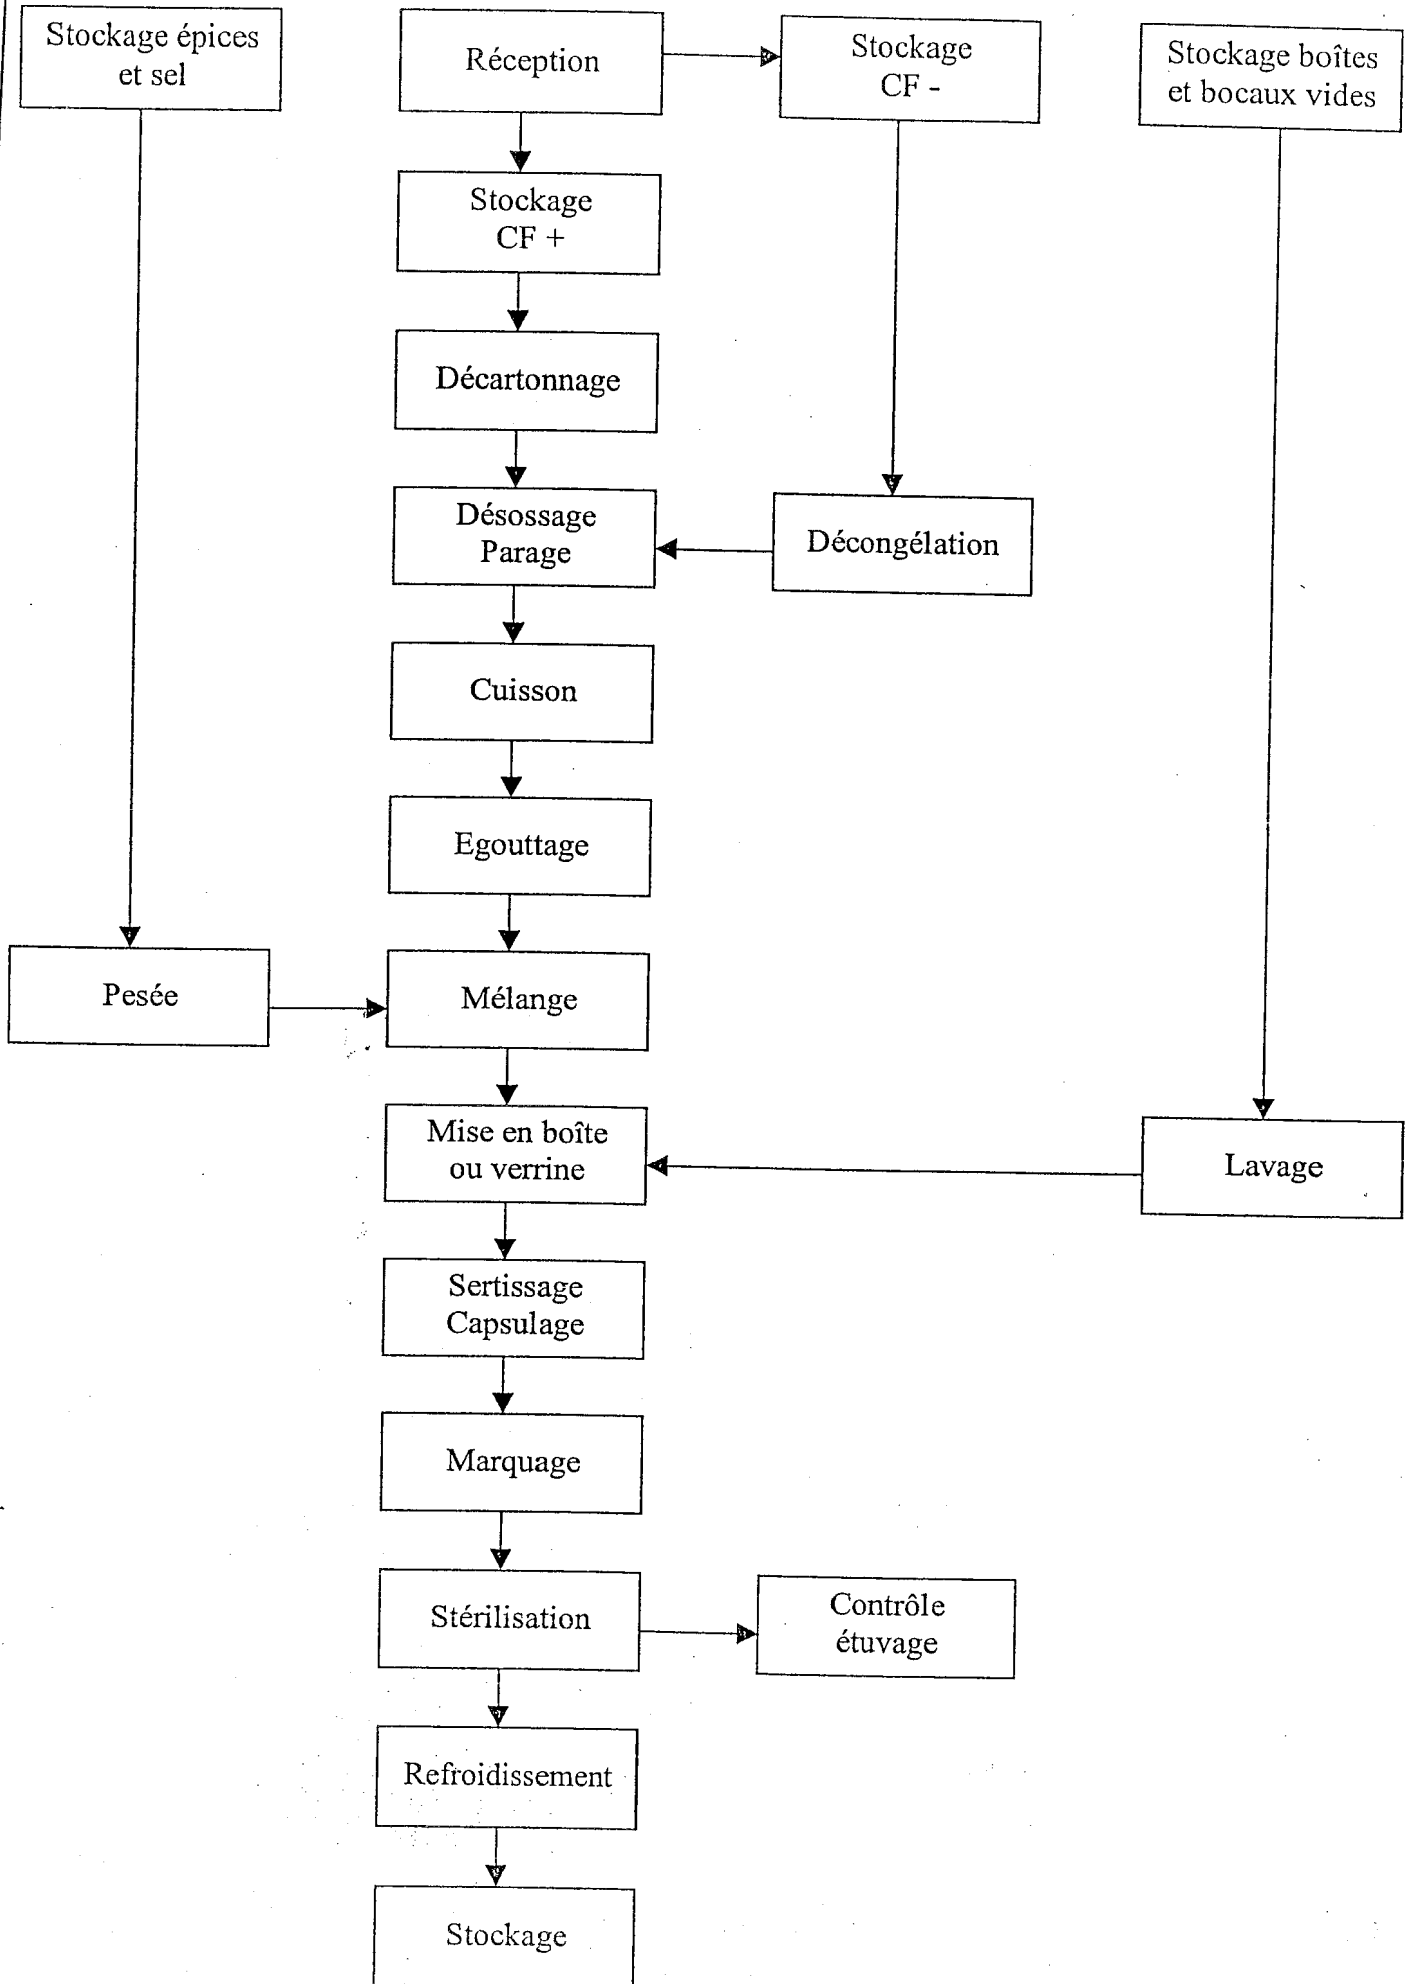 Stockage épices
et sel
Réception
Stockage
CF -
Stockage boîtes
et bocaux vides
Stockage
CF +
Décartonnage
Désossage
Parage
Décongélation
Cuisson
Egouttage
Pesée
Mélange
Mise en boîte
ou verrine
Lavage
Sertissage
Capsulage
Marquage
Stérilisation
Contrôle
étuvage
Refroidissement
Stockage